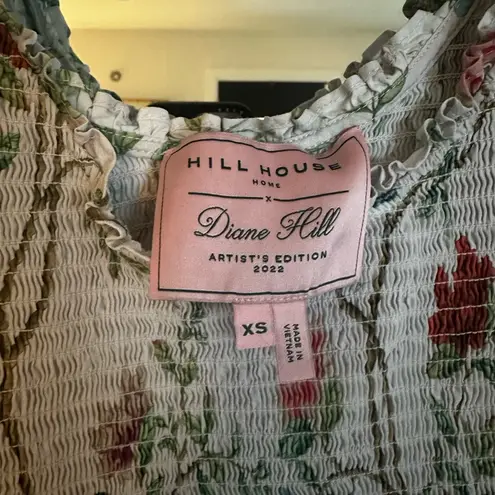 HILL HOUSE
HOME
x
Diane Hill
ARTIST'S EDITION
2022
XS
MADE IN
VIETNAM